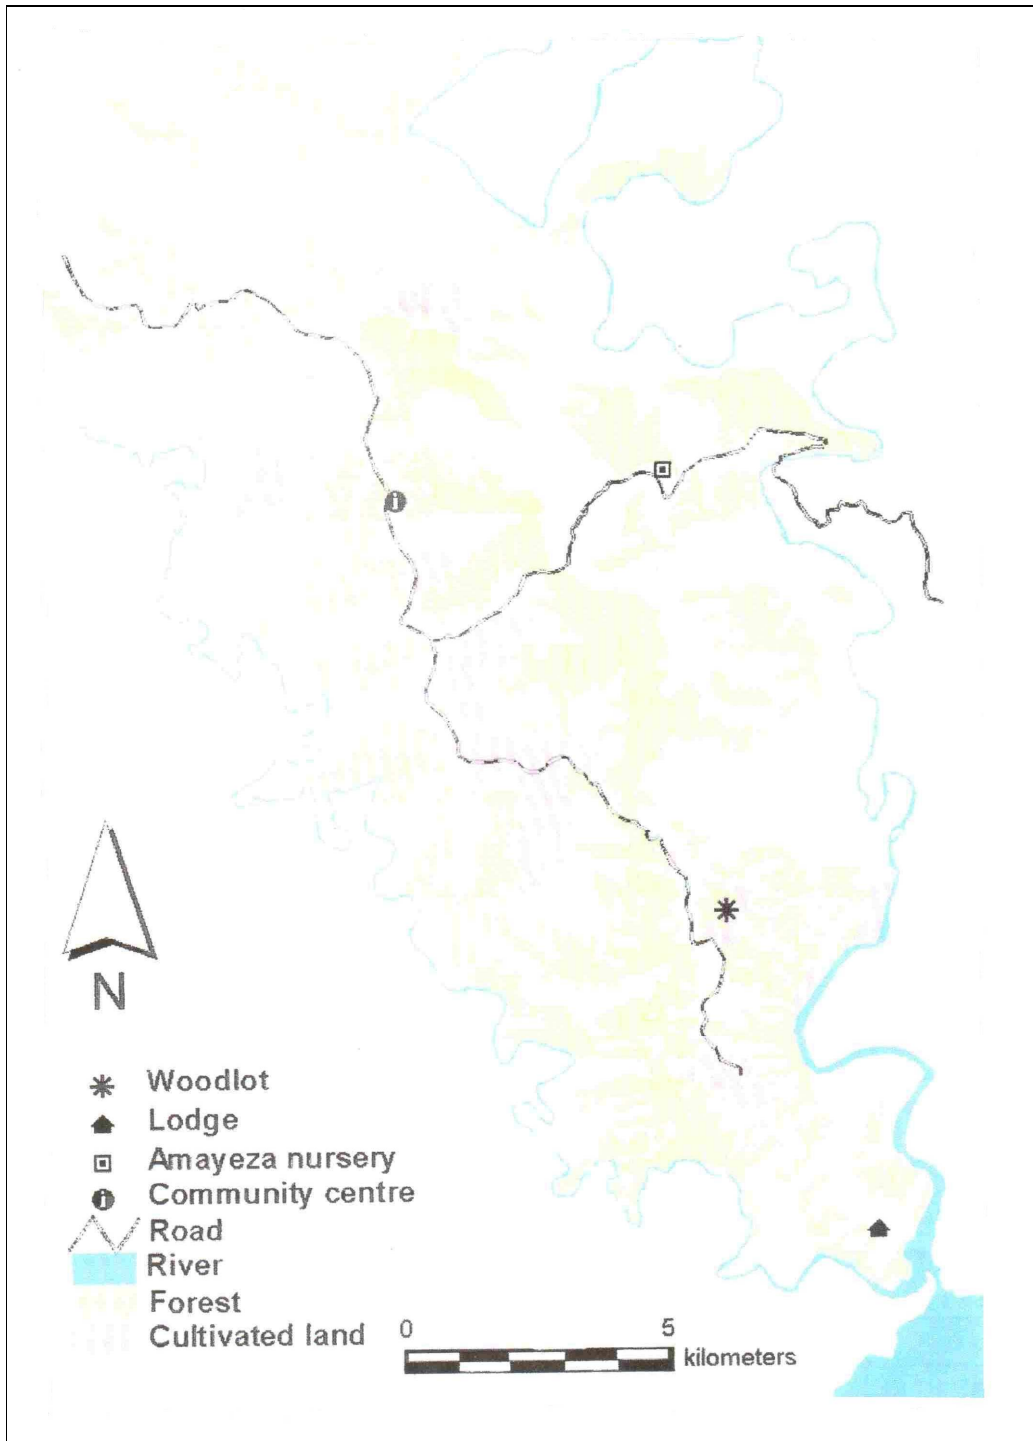 N
Woodlot
Lodge
Amayeza nursery
i Community centre
Road
River
Forest
Cultivated land
0 5
kilometers